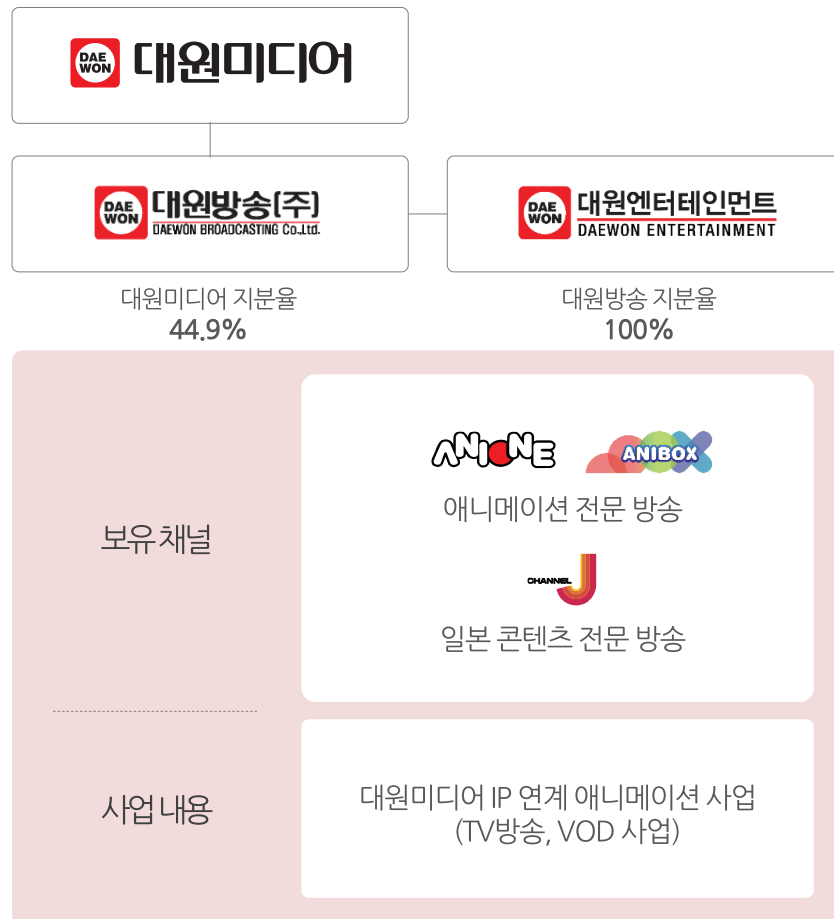 DAE WON 대원미디어
DAE WON 대원방송(주)
DAEWON BROADCASTING Co.,Ltd.
DAE WON 대원엔터테인먼트
DAEWON ENTERTAINMENT
대원미디어 지분율
44.9%
대원방송 지분율
100%
보유 채널
ANIONE ANIBOX
애니메이션 전문 방송
CHANNEL J
일본 콘텐츠 전문 방송
사업 내용
대원미디어 IP 연계 애니메이션 사업
(TV방송, VOD 사업)